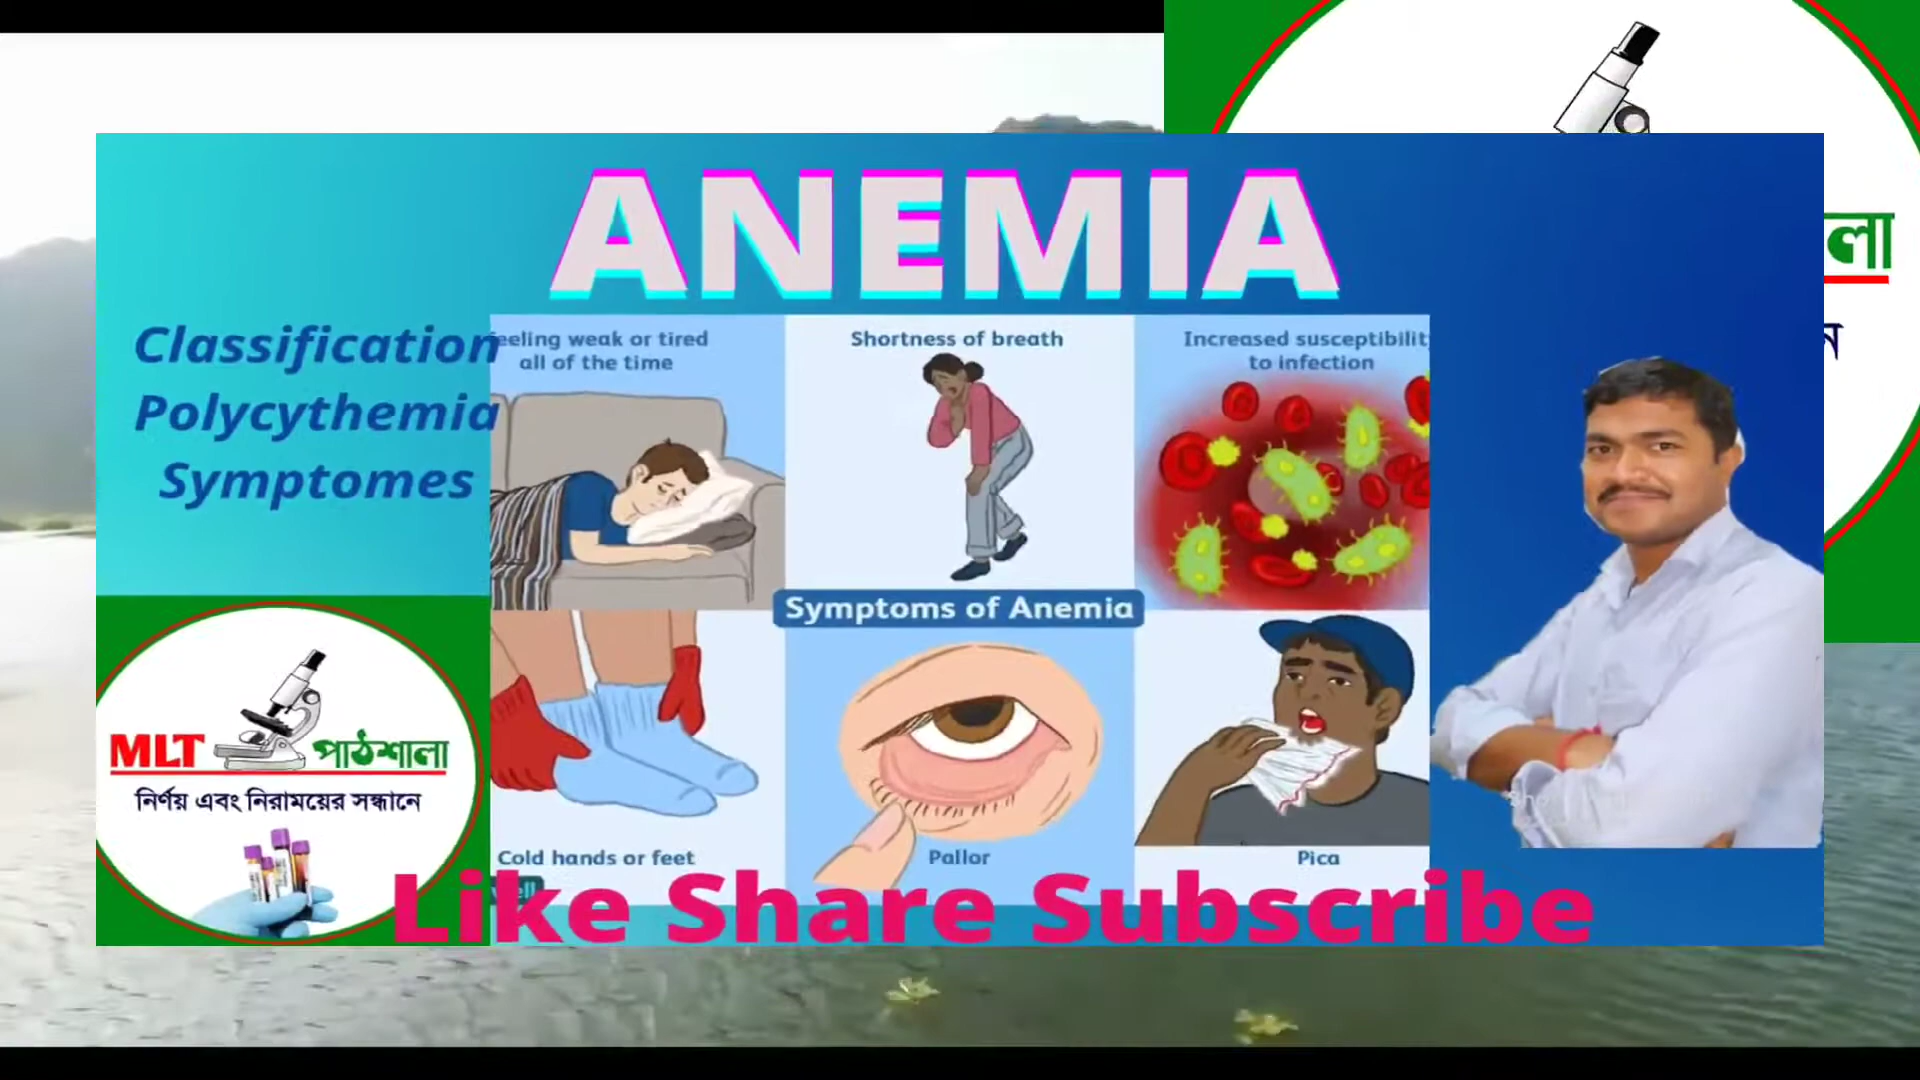 ANEMIA
Classification
Polycythemia
Symptomes
eeling weak or tired
all of the time
Shortness of breath
Increased susceptibilit
to infection
Symptoms of Anemia
Cold hands or feet
Pallor
Pica
MLT পাঠশালা
নির্ণয় এবং নিরাময়ের সন্ধানে
Like Share Subscribe
লা
ন